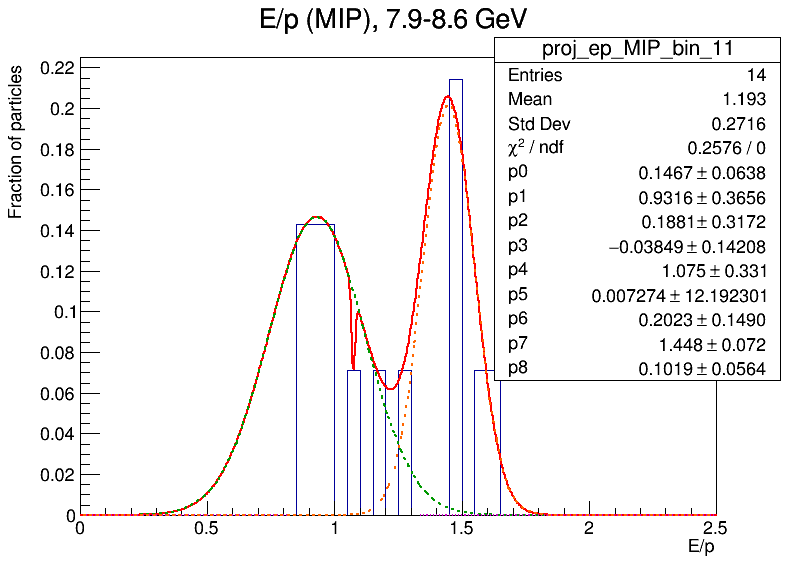 E/p (MIP), 7.9-8.6 GeV
proj_ep_MIP_bin_11
Entries 14
Mean 1.193
Std Dev 0.2716
χ² / ndf 0.2576 / 0
p0 0.1467 ± 0.0638
p1 0.9316 ± 0.3656
p2 0.1881 ± 0.3172
p3 −0.03849 ± 0.14208
p4 1.075 ± 0.331
p5 0.007274 ± 12.192301
p6 0.2023 ± 0.1490
p7 1.448 ± 0.072
p8 0.1019 ± 0.0564
Fraction of particles
0.22
0.2
0.18
0.16
0.14
0.12
0.1
0.08
0.06
0.04
0.02
0
0 0.5 1 1.5 2 2.5
E/p